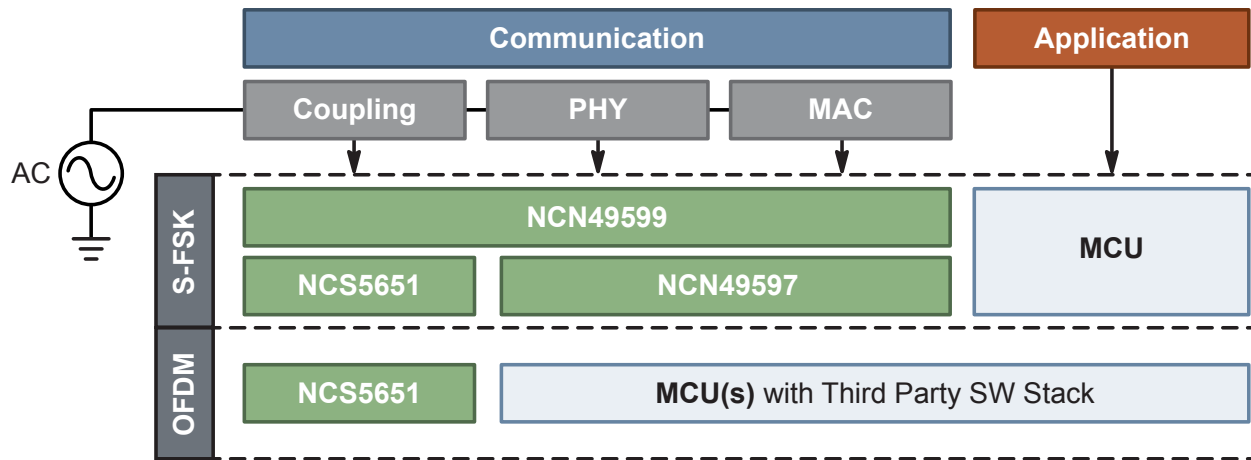 Communication
Application
Coupling
PHY
MAC
AC
S-FSK
NCN49599
MCU
NCS5651
NCN49597
OFDM
NCS5651
MCU(s) with Third Party SW Stack